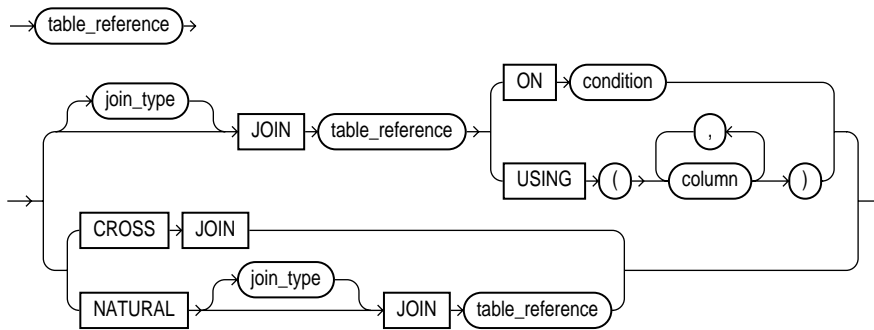 table_reference
join_type JOIN table_reference ON condition
USING ( column , )
CROSS JOIN
NATURAL join_type JOIN table_reference